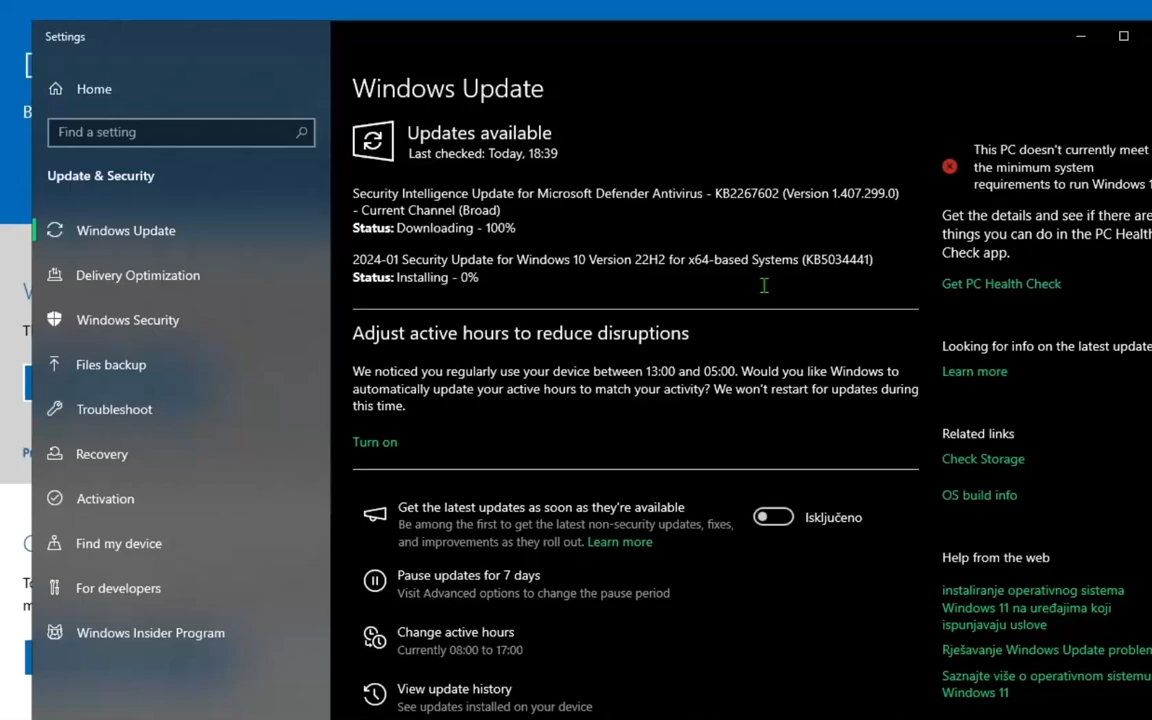 Settings
Home
Find a setting
Update & Security
Windows Update
Delivery Optimization
Windows Security
Files backup
Troubleshoot
Recovery
Activation
Find my device
For developers
Windows Insider Program
Windows Update
Updates available
Last checked: Today, 18:39
Security Intelligence Update for Microsoft Defender Antivirus - KB2267602 (Version 1.407.299.0)
- Current Channel (Broad)
Status: Downloading - 100%
2024-01 Security Update for Windows 10 Version 22H2 for x64-based Systems (KB5034441)
Status: Installing - 0%
Adjust active hours to reduce disruptions
We noticed you regularly use your device between 13:00 and 05:00. Would you like Windows to
automatically update your active hours to match your activity? We won't restart for updates during
this time.
Turn on
Get the latest updates as soon as they're available
Be among the first to get the latest non-security updates, fixes,
and improvements as they roll out. Learn more
Isključeno
Pause updates for 7 days
Visit Advanced options to change the pause period
Change active hours
Currently 08:00 to 17:00
View update history
See updates installed on your device
This PC doesn't currently meet
the minimum system
requirements to run Windows 1
Get the details and see if there are
things you can do in the PC Health
Check app.
Get PC Health Check
Looking for info on the latest update
Learn more
Related links
Check Storage
OS build info
Help from the web
instaliranje operativnog sistema
Windows 11 na uređajima koji
ispunjavaju uslove
Rješavanje Windows Update problem
Saznajte više o operativnom sistemu
Windows 11